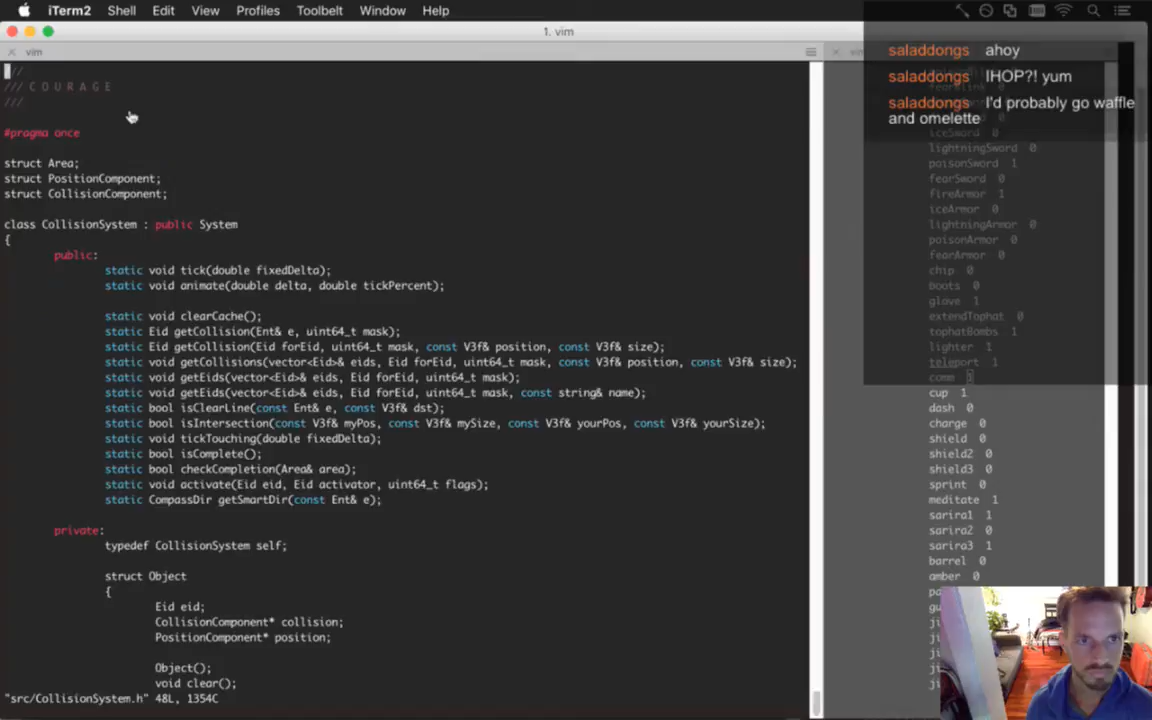 iTerm2 Shell Edit View Profiles Toolbelt Window Help
1. vim
vim
///
/// C O U R A G E
///
#pragma once
struct Area;
struct PositionComponent;
struct CollisionComponent;
class CollisionSystem : public System
{
public:
static void tick(double fixedDelta);
static void animate(double delta, double tickPercent);
static void clearCache();
static Eid getCollision(Ent& e, uint64_t mask);
static Eid getCollision(Eid forEid, uint64_t mask, const V3f& position, const V3f& size);
static void getCollisions(vector<Eid>& eids, Eid forEid, uint64_t mask, const V3f& position, const V3f& size);
static void getEids(vector<Eid>& eids, Eid forEid, uint64_t mask);
static void getEids(vector<Eid>& eids, Eid forEid, uint64_t mask, const string& name);
static bool isClearLine(const Ent& e, const V3f& dst);
static bool isIntersection(const V3f& myPos, const V3f& mySize, const V3f& yourPos, const V3f& yourSize);
static void tickTouching(double fixedDelta);
static bool isComplete();
static bool checkCompletion(Area& area);
static void activate(Eid eid, Eid activator, uint64_t flags);
static CompassDir getSmartDir(const Ent& e);
private:
typedef CollisionSystem self;
struct Object
{
Eid eid;
CollisionComponent* collision;
PositionComponent* position;
Object();
void clear();
"src/CollisionSystem.h" 48L, 1354C
saladdongs ahoy
saladdongs IHOP?! yum
saladdongs I'd probably go waffle
and omelette
iceSword 0
lightningSword 0
poisonSword 1
fearSword 0
fireArmor 1
iceArmor 0
lightningArmor 0
poisonArmor 0
fearArmor 0
chip 0
Boots 0
glove 1
extendTophat 0
tophatBombs 1
lighter 1
teleport 1
cup 1
dash 0
charge 0
shield 0
shield2 0
shield3 0
sprint 0
meditate 1
sarira1 1
sarira2 0
sarira3 1
barrel 0
amber 0